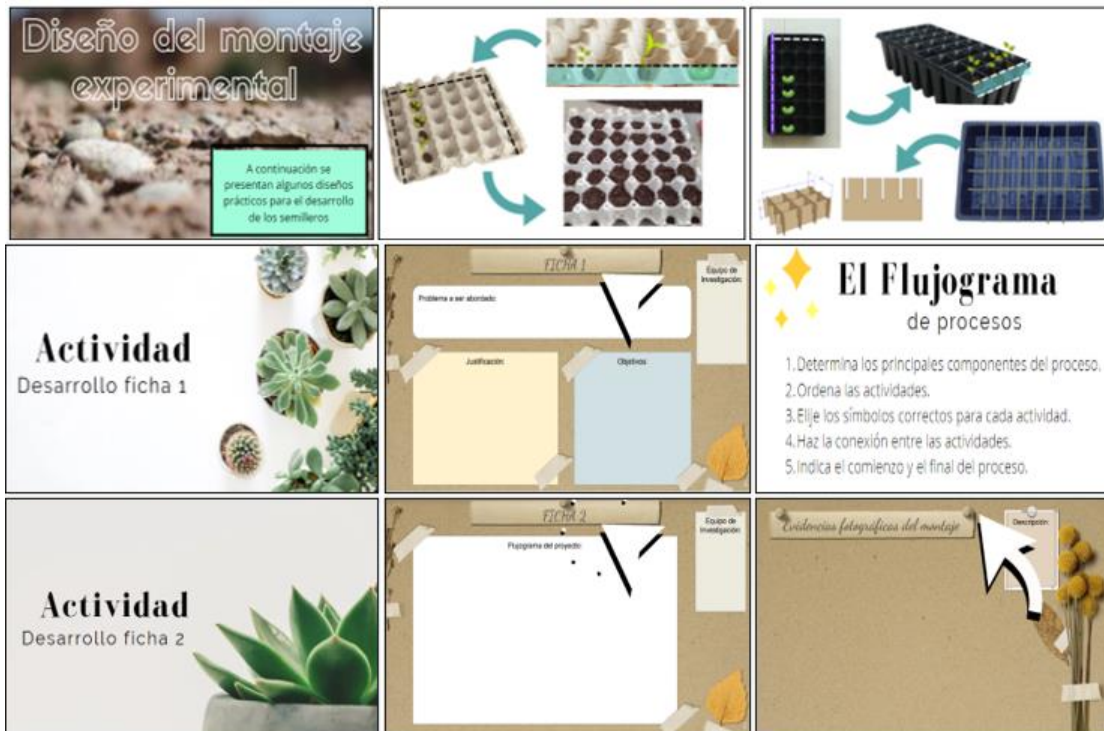 Diseño del montaje
experimental
A continuación se
presentan algunos diseños
prácticos para el desarrollo
de los semilleros
Actividad
Desarrollo ficha 1
FICHA 1
Problema a ser abordado:
Equipo de
Investigación:
Justificación:
Objetivos:
El Flujograma
de procesos
1. Determina los principales componentes del proceso.
2. Ordena las actividades.
3. Elije los símbolos correctos para cada actividad.
4. Haz la conexión entre las actividades.
5. Indica el comienzo y el final del proceso.
Actividad
Desarrollo ficha 2
FICHA 2
Flujograma del proyecto:
Equipo de
Investigación:
Evidencias fotográficas del montaje
Descripción: